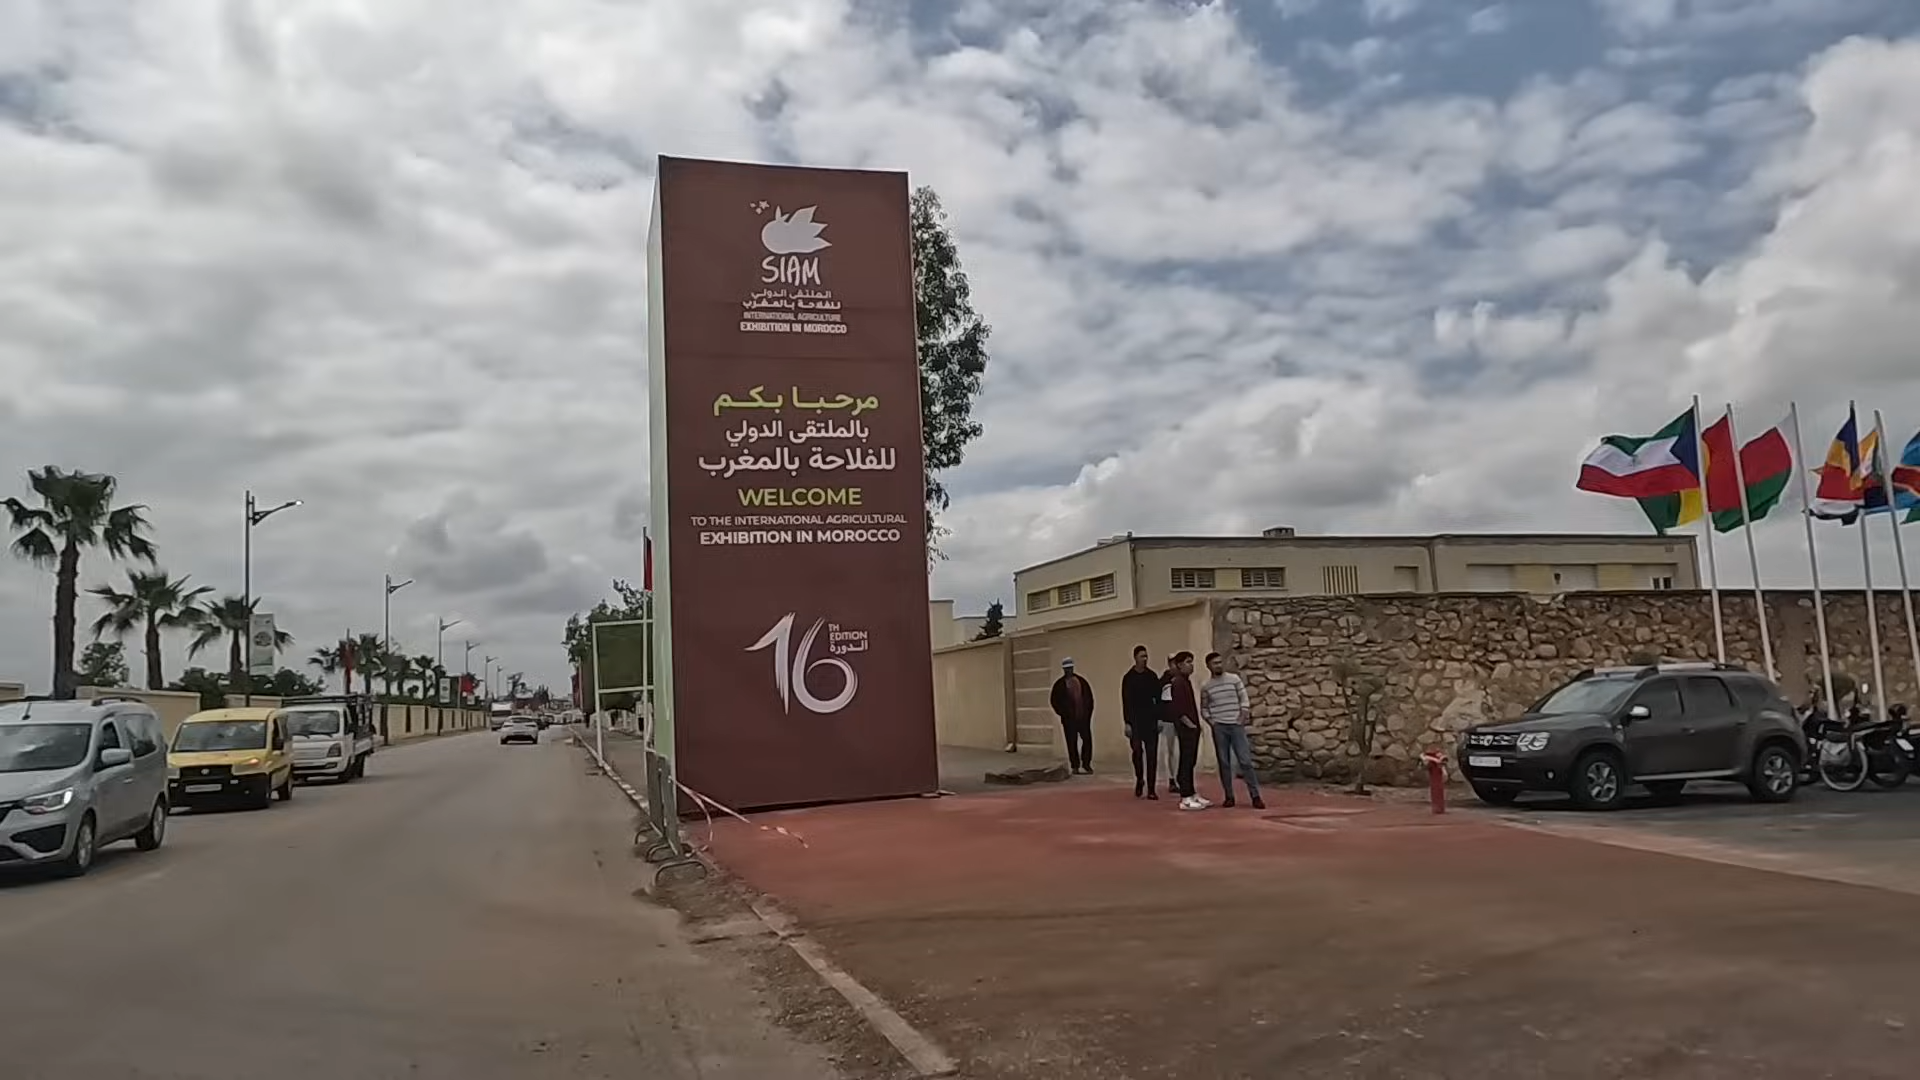 SIAM
الملتقى الدولي
للفلاحة بالمغرب
INTERNATIONAL AGRICULTURE
EXHIBITION IN MOROCCO
مرحبا بكم
بالملتقى الدولي
للفلاحة بالمغرب
WELCOME
TO THE INTERNATIONAL AGRICULTURAL
EXHIBITION IN MOROCCO
16 TH
EDITION
الدورة